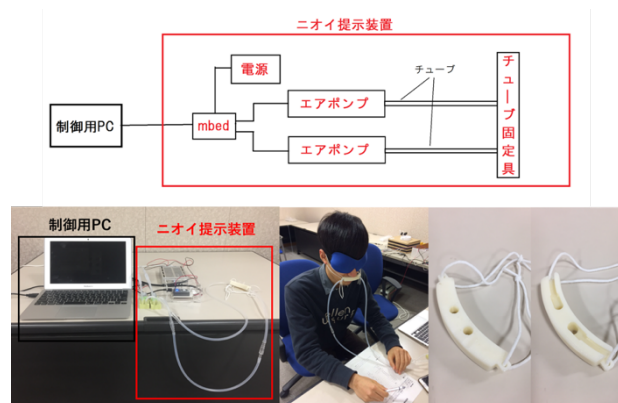 ニオイ提示装置
電源
チューブ
エアポンプ
制御用PC
mbed
エアポンプ
チューブ固定具
制御用PC
ニオイ提示装置